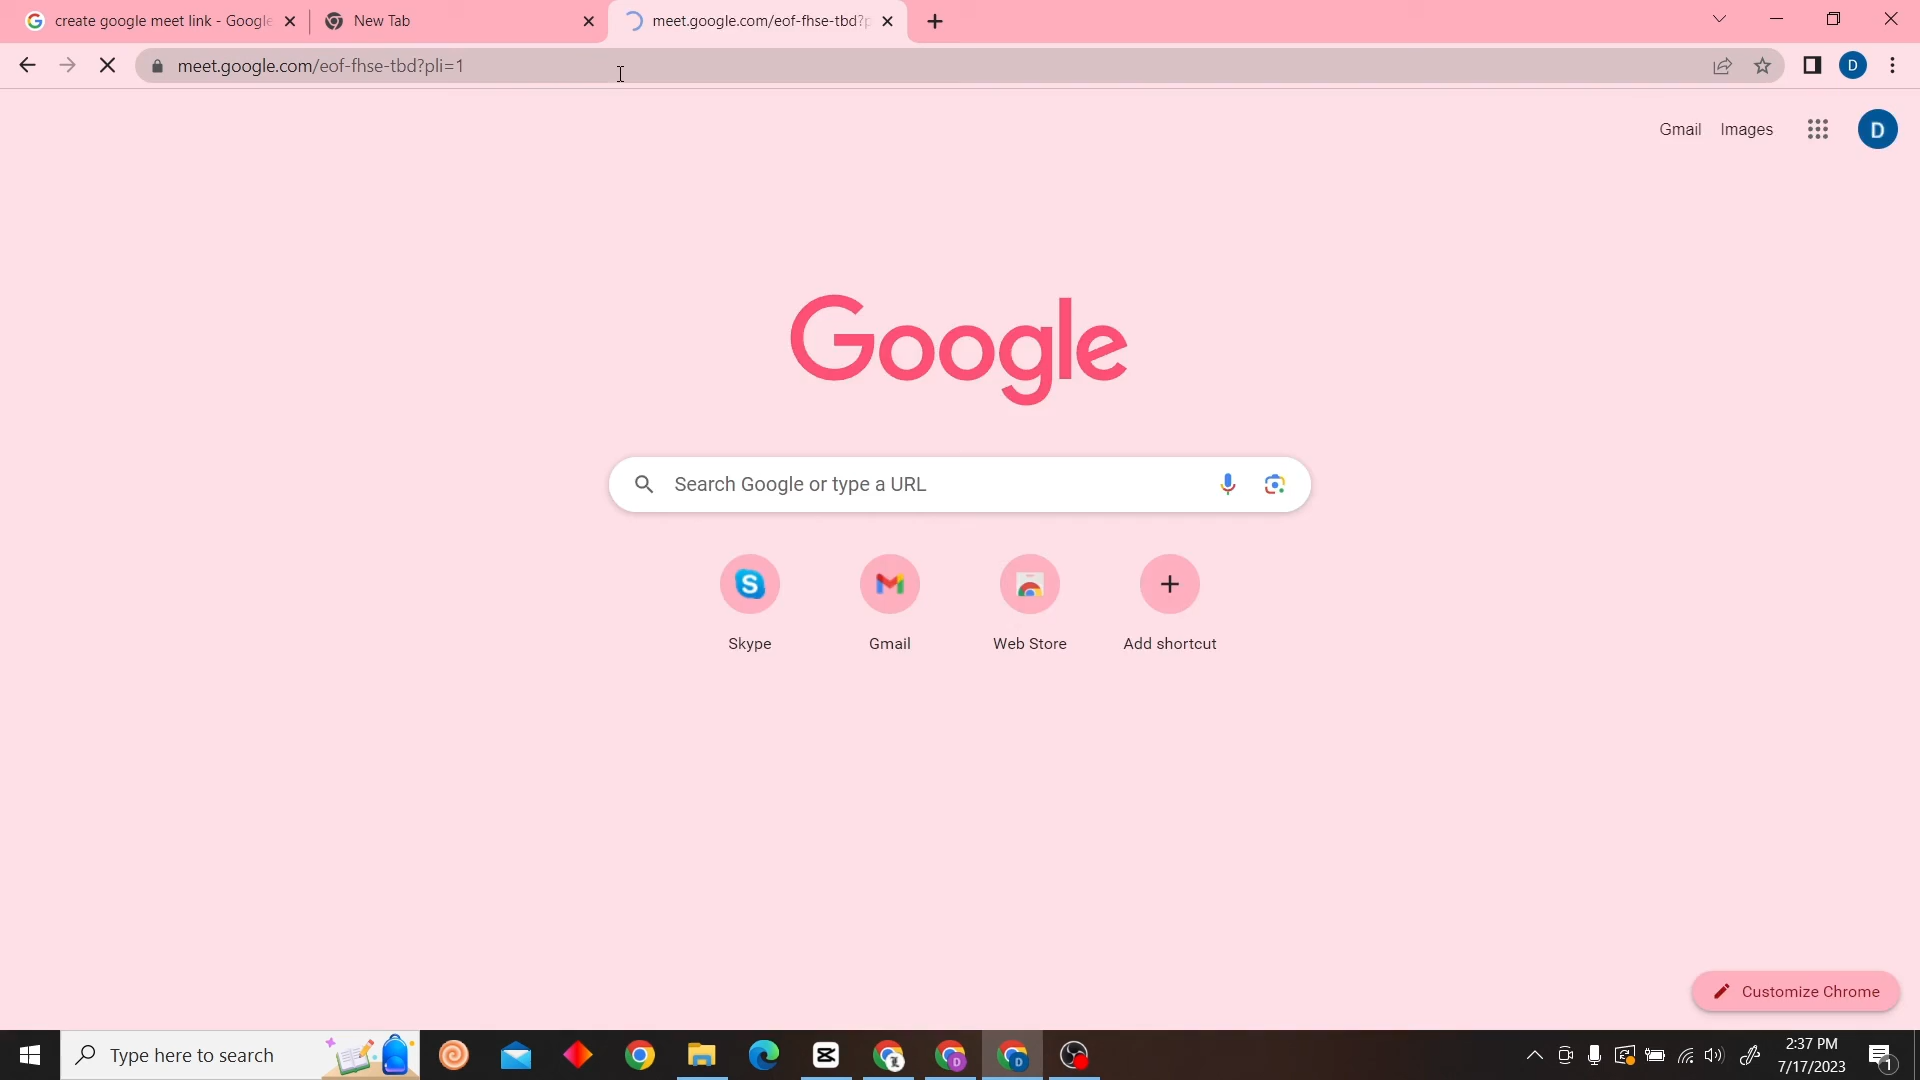 create google meet link - Google
New Tab
meet.google.com/eof-fhse-tbd?p
meet.google.com/eof-fhse-tbd?pli=1
D
Gmail Images
D
Google
Search Google or type a URL
Skype Gmail Web Store Add shortcut
Customize Chrome
Type here to search
2:37 PM
7/17/2023
1